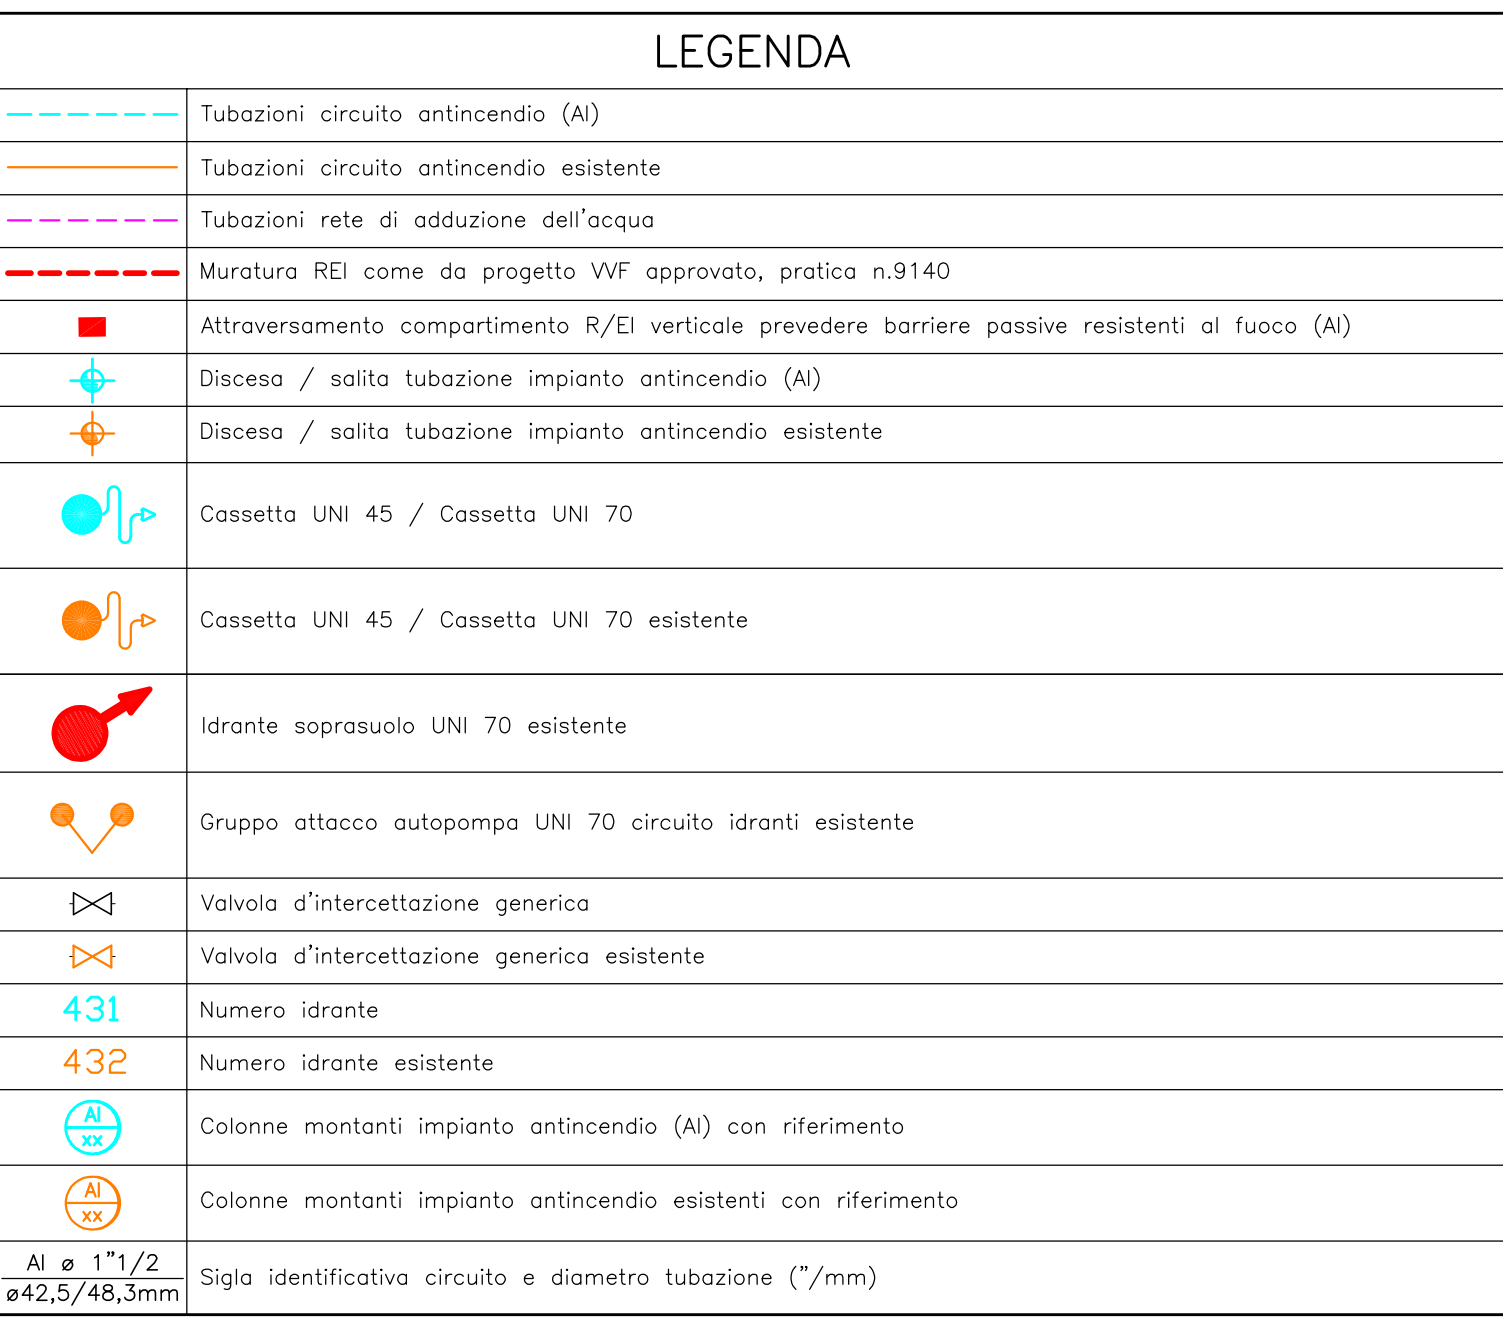 LEGENDA
Tubazioni circuito antincendio (AI)
Tubazioni circuito antincendio esistente
Tubazioni rete di adduzione dell'acqua
Muratura REI come da progetto VVF approvato, pratica n.9140
Attraversamento compartimento R/EI verticale prevedere barriere passive resistenti al fuoco (AI)
Discesa / salita tubazione impianto antincendio (AI)
Discesa / salita tubazione impianto antincendio esistente
Cassetta UNI 45 / Cassetta UNI 70
Cassetta UNI 45 / Cassetta UNI 70 esistente
Idrante soprasuolo UNI 70 esistente
Gruppo attacco autopompa UNI 70 circuito idranti esistente
Valvola d'intercettazione generica
Valvola d'intercettazione generica esistente
431 Numero idrante
432 Numero idrante esistente
AI
xx
Colonne montanti impianto antincendio (AI) con riferimento
AI
xx
Colonne montanti impianto antincendio esistenti con riferimento
AI ø 1"1/2
ø42,5/48,3mm
Sigla identificativa circuito e diametro tubazione ("/mm)